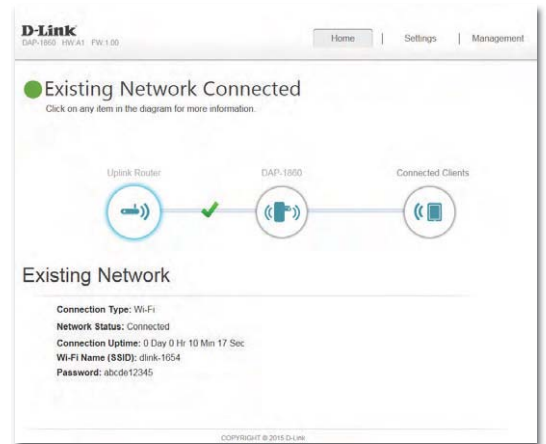 D-Link
DAP-1860 HW:A1 FW:1.00
Home | Settings | Management
Existing Network Connected
Click on any item in the diagram for more information.
Uplink Router DAP-1860 Connected Clients
Existing Network
Connection Type: Wi-Fi
Network Status: Connected
Connection Uptime: 0 Day 0 Hr 10 Min 17 Sec
Wi-Fi Name (SSID): dlink-1654
Password: abcde12345
COPYRIGHT © 2015 D-Link